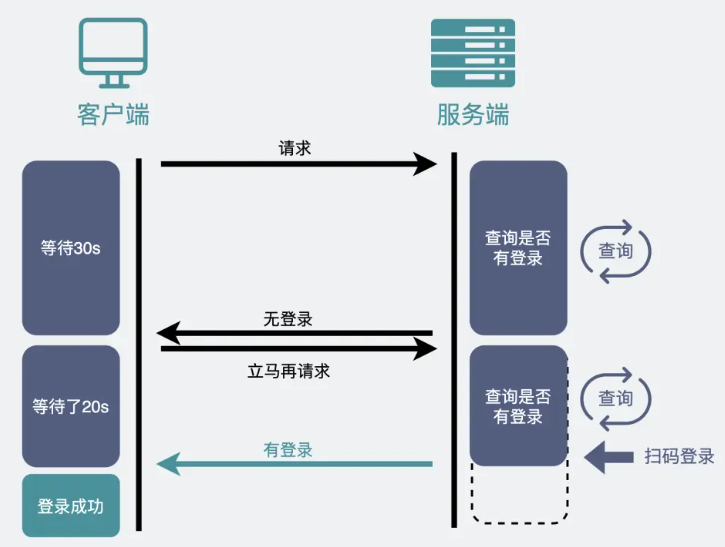 客户端
服务端
请求
等待30s
查询是否
有登录
查询
无登录
立马再请求
等待了20s
查询是否
有登录
查询
有登录
扫码登录
登录成功